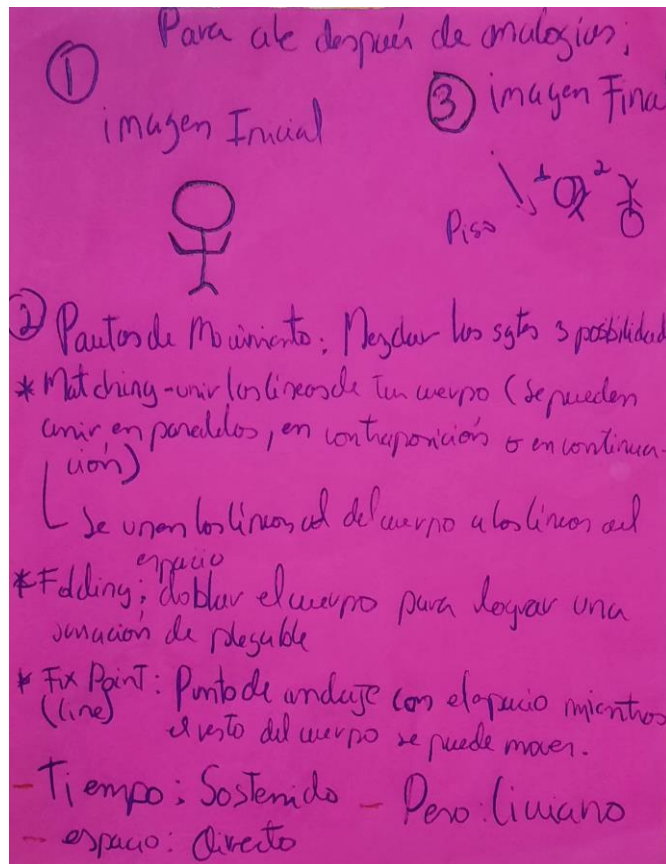 Para ale después de analogias;
①
imagen Inicial
③ imagen Final
Piso
1 2
② Pautas de Movimiento: Mezclar los sgtes 3 posibilidad
* Matching - unir las líneas de tu cuerpo (se pueden
unir en paralelos, en contraposición o en continua-
ción)
Se unen las líneas del cuerpo a las líneas del
espacio
* Folding: doblar el cuerpo para lograr una
sensación de plegable
* Fix Point: Punto de anclaje con el espacio mientras
(line) el resto del cuerpo se puede mover.
- Tiempo: Sostenido - Peso: liviano
- espacio: Directo